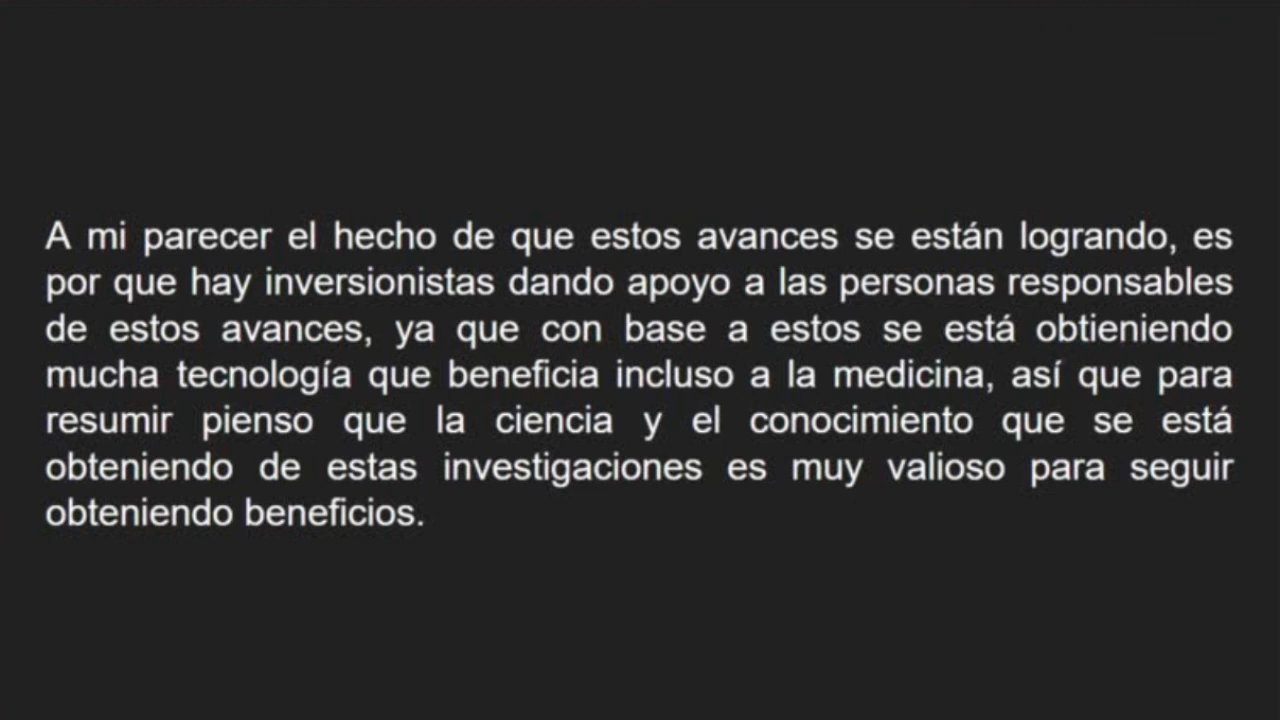 A mi parecer el hecho de que estos avances se están logrando, es
por que hay inversionistas dando apoyo a las personas responsables
de estos avances, ya que con base a estos se está obtieniendo
mucha tecnología que beneficia incluso a la medicina, así que para
resumir pienso que la ciencia y el conocimiento que se está
obteniendo de estas investigaciones es muy valioso para seguir
obteniendo beneficios.